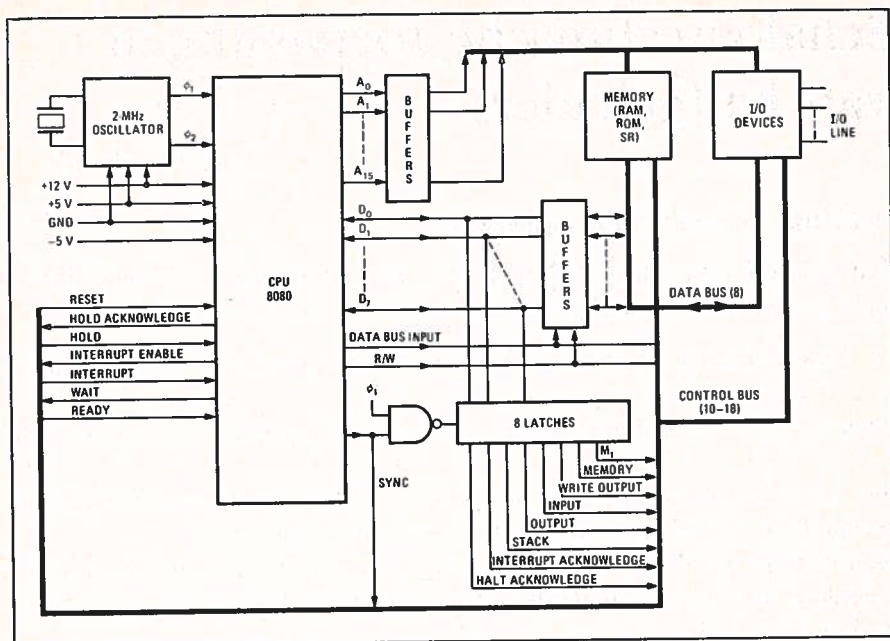 2-MHz
OSCILLATOR
ϕ1
ϕ2
+12 V
+5 V
GND
−5 V
CPU
8080
A0
A1
A15
BUFFERS
MEMORY
(RAM,
ROM,
SR)
I/O
DEVICES
I/O
LINE
D0
D1
D7
BUFFERS
DATA BUS (8)
RESET
HOLD ACKNOWLEDGE
HOLD
INTERRUPT ENABLE
INTERRUPT
WAIT
READY
DATA BUS INPUT
R/W
ϕ1
SYNC
8 LATCHES
CONTROL BUS
(10–18)
M1
MEMORY
WRITE OUTPUT
INPUT
OUTPUT
STACK
INTERRUPT ACKNOWLEDGE
HALT ACKNOWLEDGE